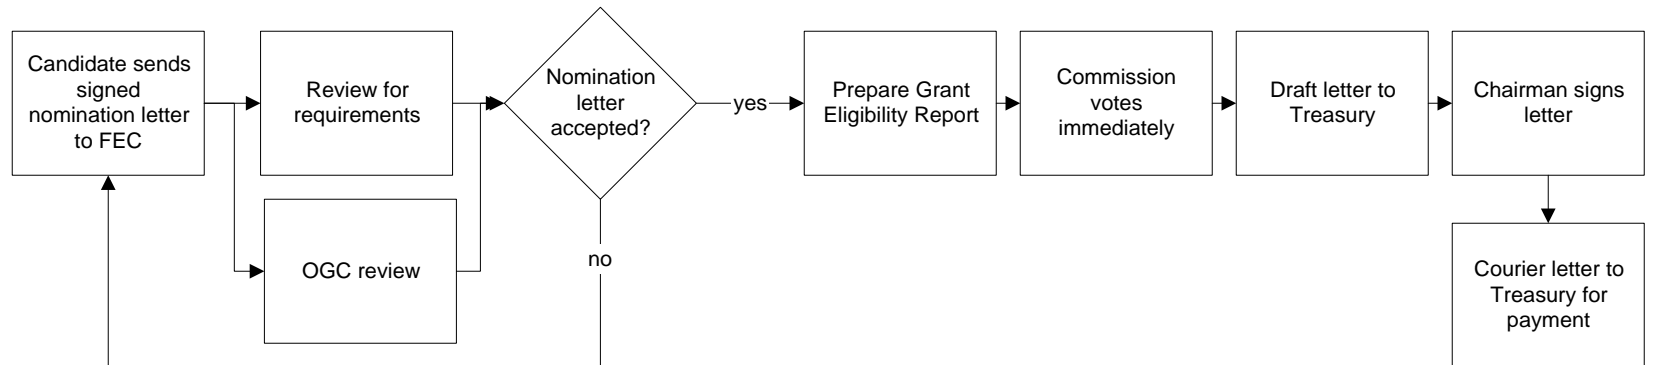 Candidate sends
signed
nomination letter
to FEC
Review for
requirements
OGC review
Nomination
letter
accepted?
yes
no
Prepare Grant
Eligibility Report
Commission
votes
immediately
Draft letter to
Treasury
Chairman signs
letter
Courier letter to
Treasury for
payment